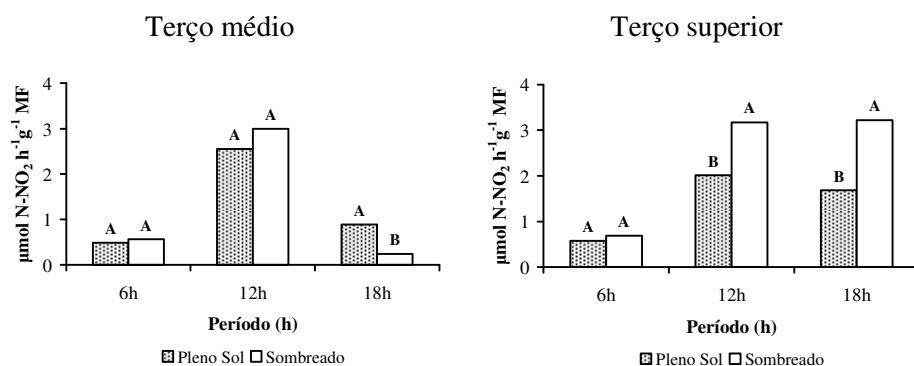 Terço médio
µmol N-NO₂ h⁻¹g⁻¹ MF
4
3
2
1
0
A
A
A
A
A
B
6h
12h
18h
Período (h)
Pleno Sol
Sombreado
Terço superior
µmol N-NO₂ h⁻¹g⁻¹ MF
4
3
2
1
0
A
A
B
A
B
A
6h
12h
18h
Período (h)
Pleno Sol
Sombreado